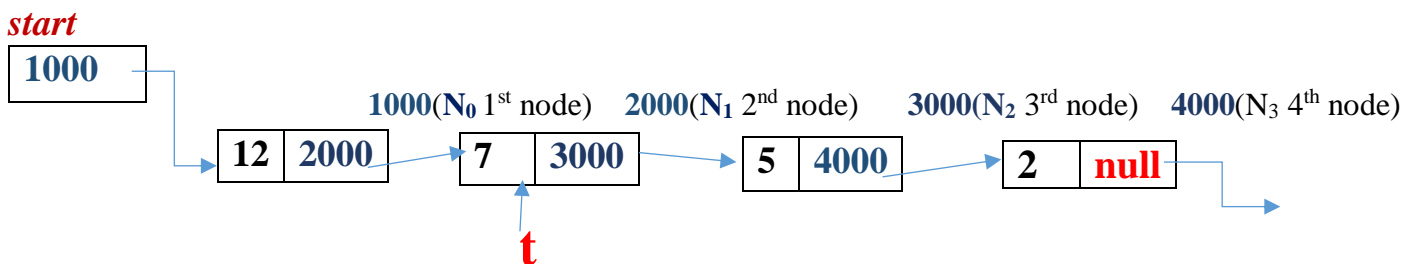 start
1000
1000(N₀ 1ˢᵗ node) 2000(N₁ 2ⁿᵈ node) 3000(N₂ 3ʳᵈ node) 4000(N₃ 4ᵗʰ node)
12 2000 7 3000 5 4000 2 null
t